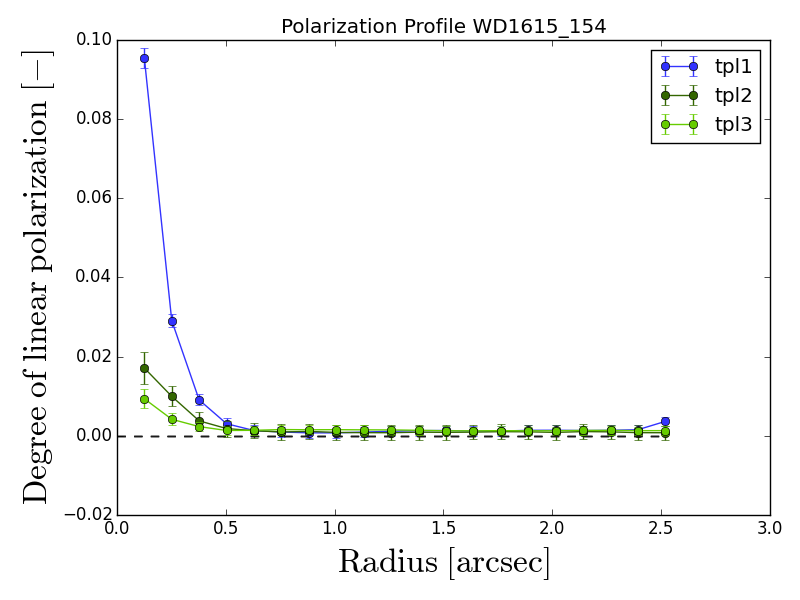 Polarization Profile WD1615_154
tpl1
tpl2
tpl3
Degree of linear polarization [−]
0.10
0.08
0.06
0.04
0.02
0.00
−0.02
0.0 0.5 1.0 1.5 2.0 2.5 3.0
Radius [arcsec]